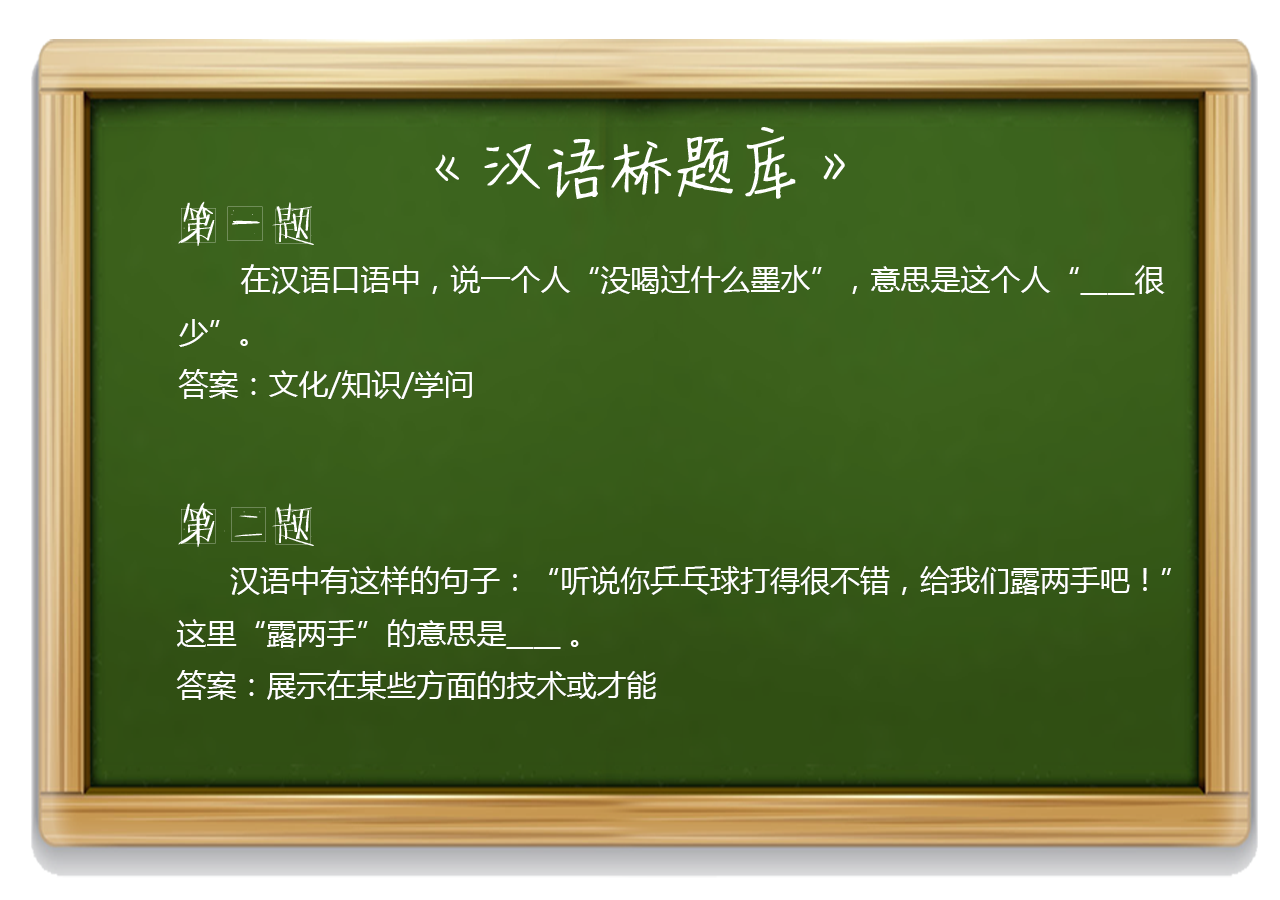 《汉语桥题库》
第一题
在汉语口语中，说一个人“没喝过什么墨水”，意思是这个人“____很
少”。
答案：文化/知识/学问
第二题
汉语中有这样的句子：“听说你乒乓球打得很不错，给我们露两手吧！”
这里“露两手”的意思是____。
答案：展示在某些方面的技术或才能